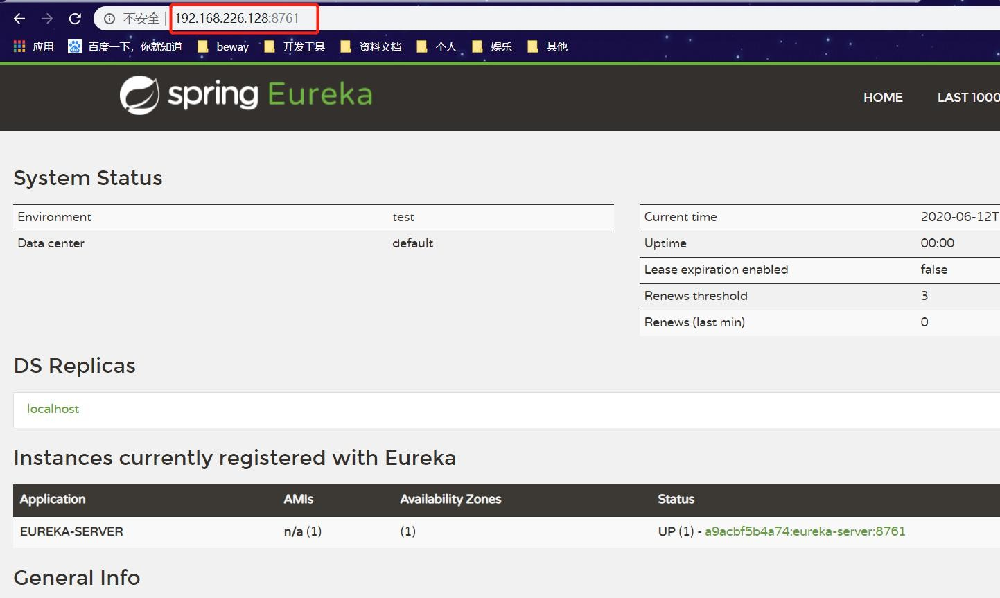 不安全 | 192.168.226.128:8761
应用 百度一下，你就知道 beway 开发工具 资料文档 个人 娱乐 其他
spring Eureka HOME LAST 1000
System Status
Environment test Current time 2020-06-12T
Data center default Uptime 00:00
Lease expiration enabled false
Renews threshold 3
Renews (last min) 0
DS Replicas
localhost
Instances currently registered with Eureka
Application AMIs Availability Zones Status
EUREKA-SERVER n/a (1) (1) UP (1) - a9acbf5b4a74:eureka-server:8761
General Info